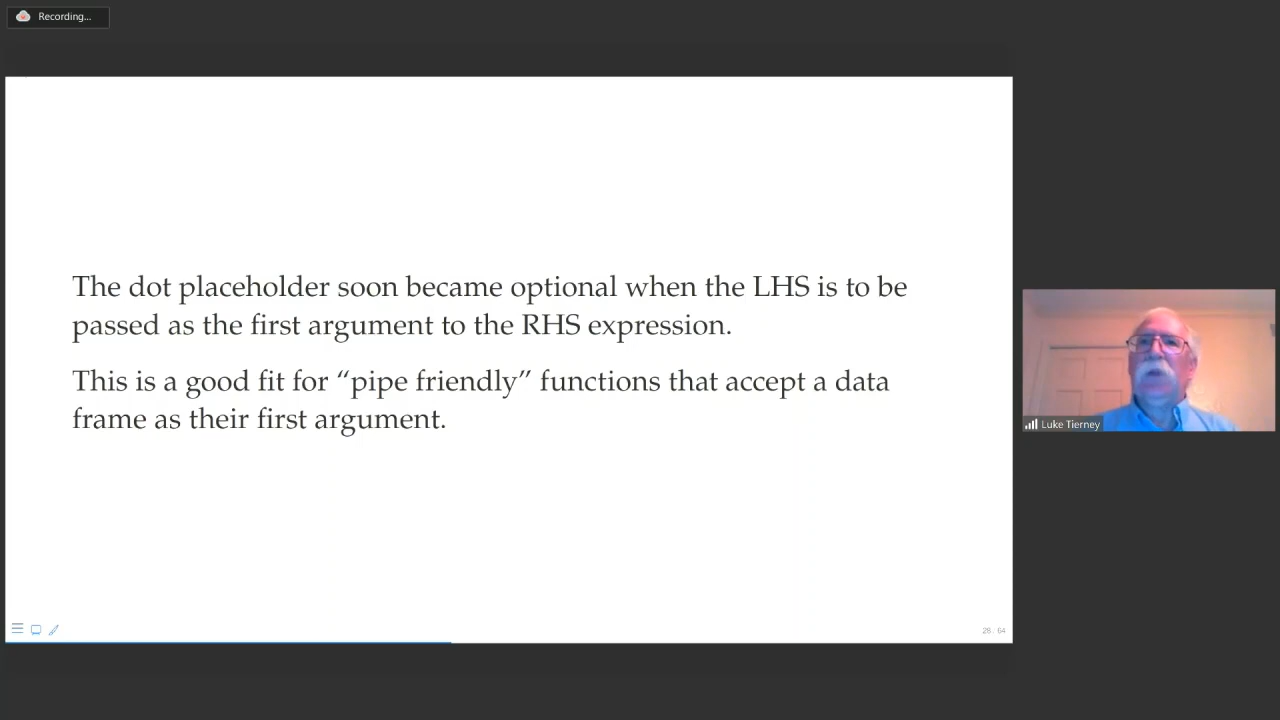 Recording...
The dot placeholder soon became optional when the LHS is to be
passed as the first argument to the RHS expression.
This is a good fit for “pipe friendly” functions that accept a data
frame as their first argument.
Luke Tierney
28 / 64